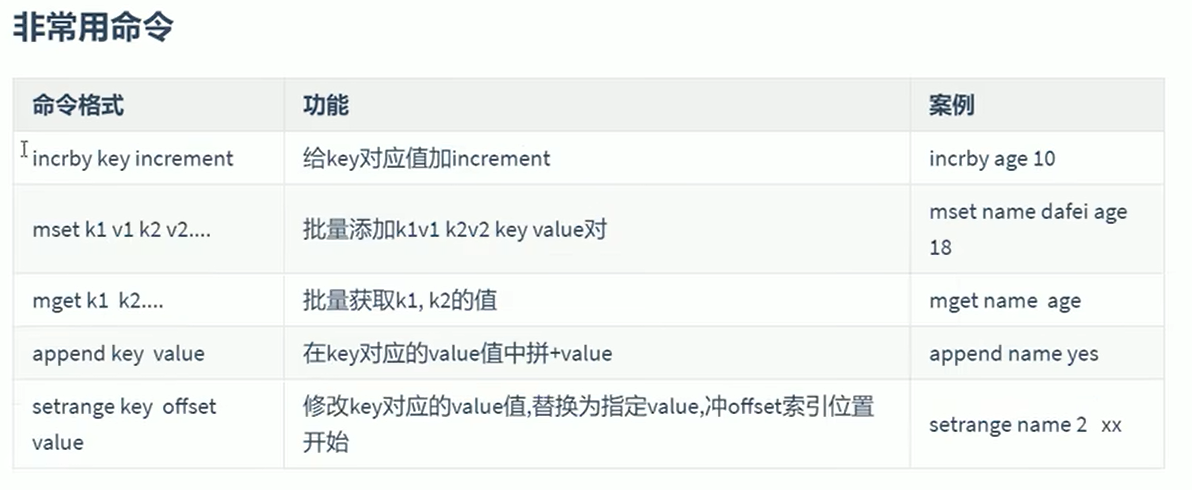 非常用命令
命令格式 功能 案例
incrby key increment 给key对应值加increment incrby age 10
mset k1 v1 k2 v2.... 批量添加k1v1 k2v2 key value对 mset name dafei age
18
mget k1 k2.... 批量获取k1, k2的值 mget name age
append key value 在key对应的value值中拼+value append name yes
setrange key offset
value
修改key对应的value值,替换为指定value,冲offset索引位置
开始
setrange name 2 xx